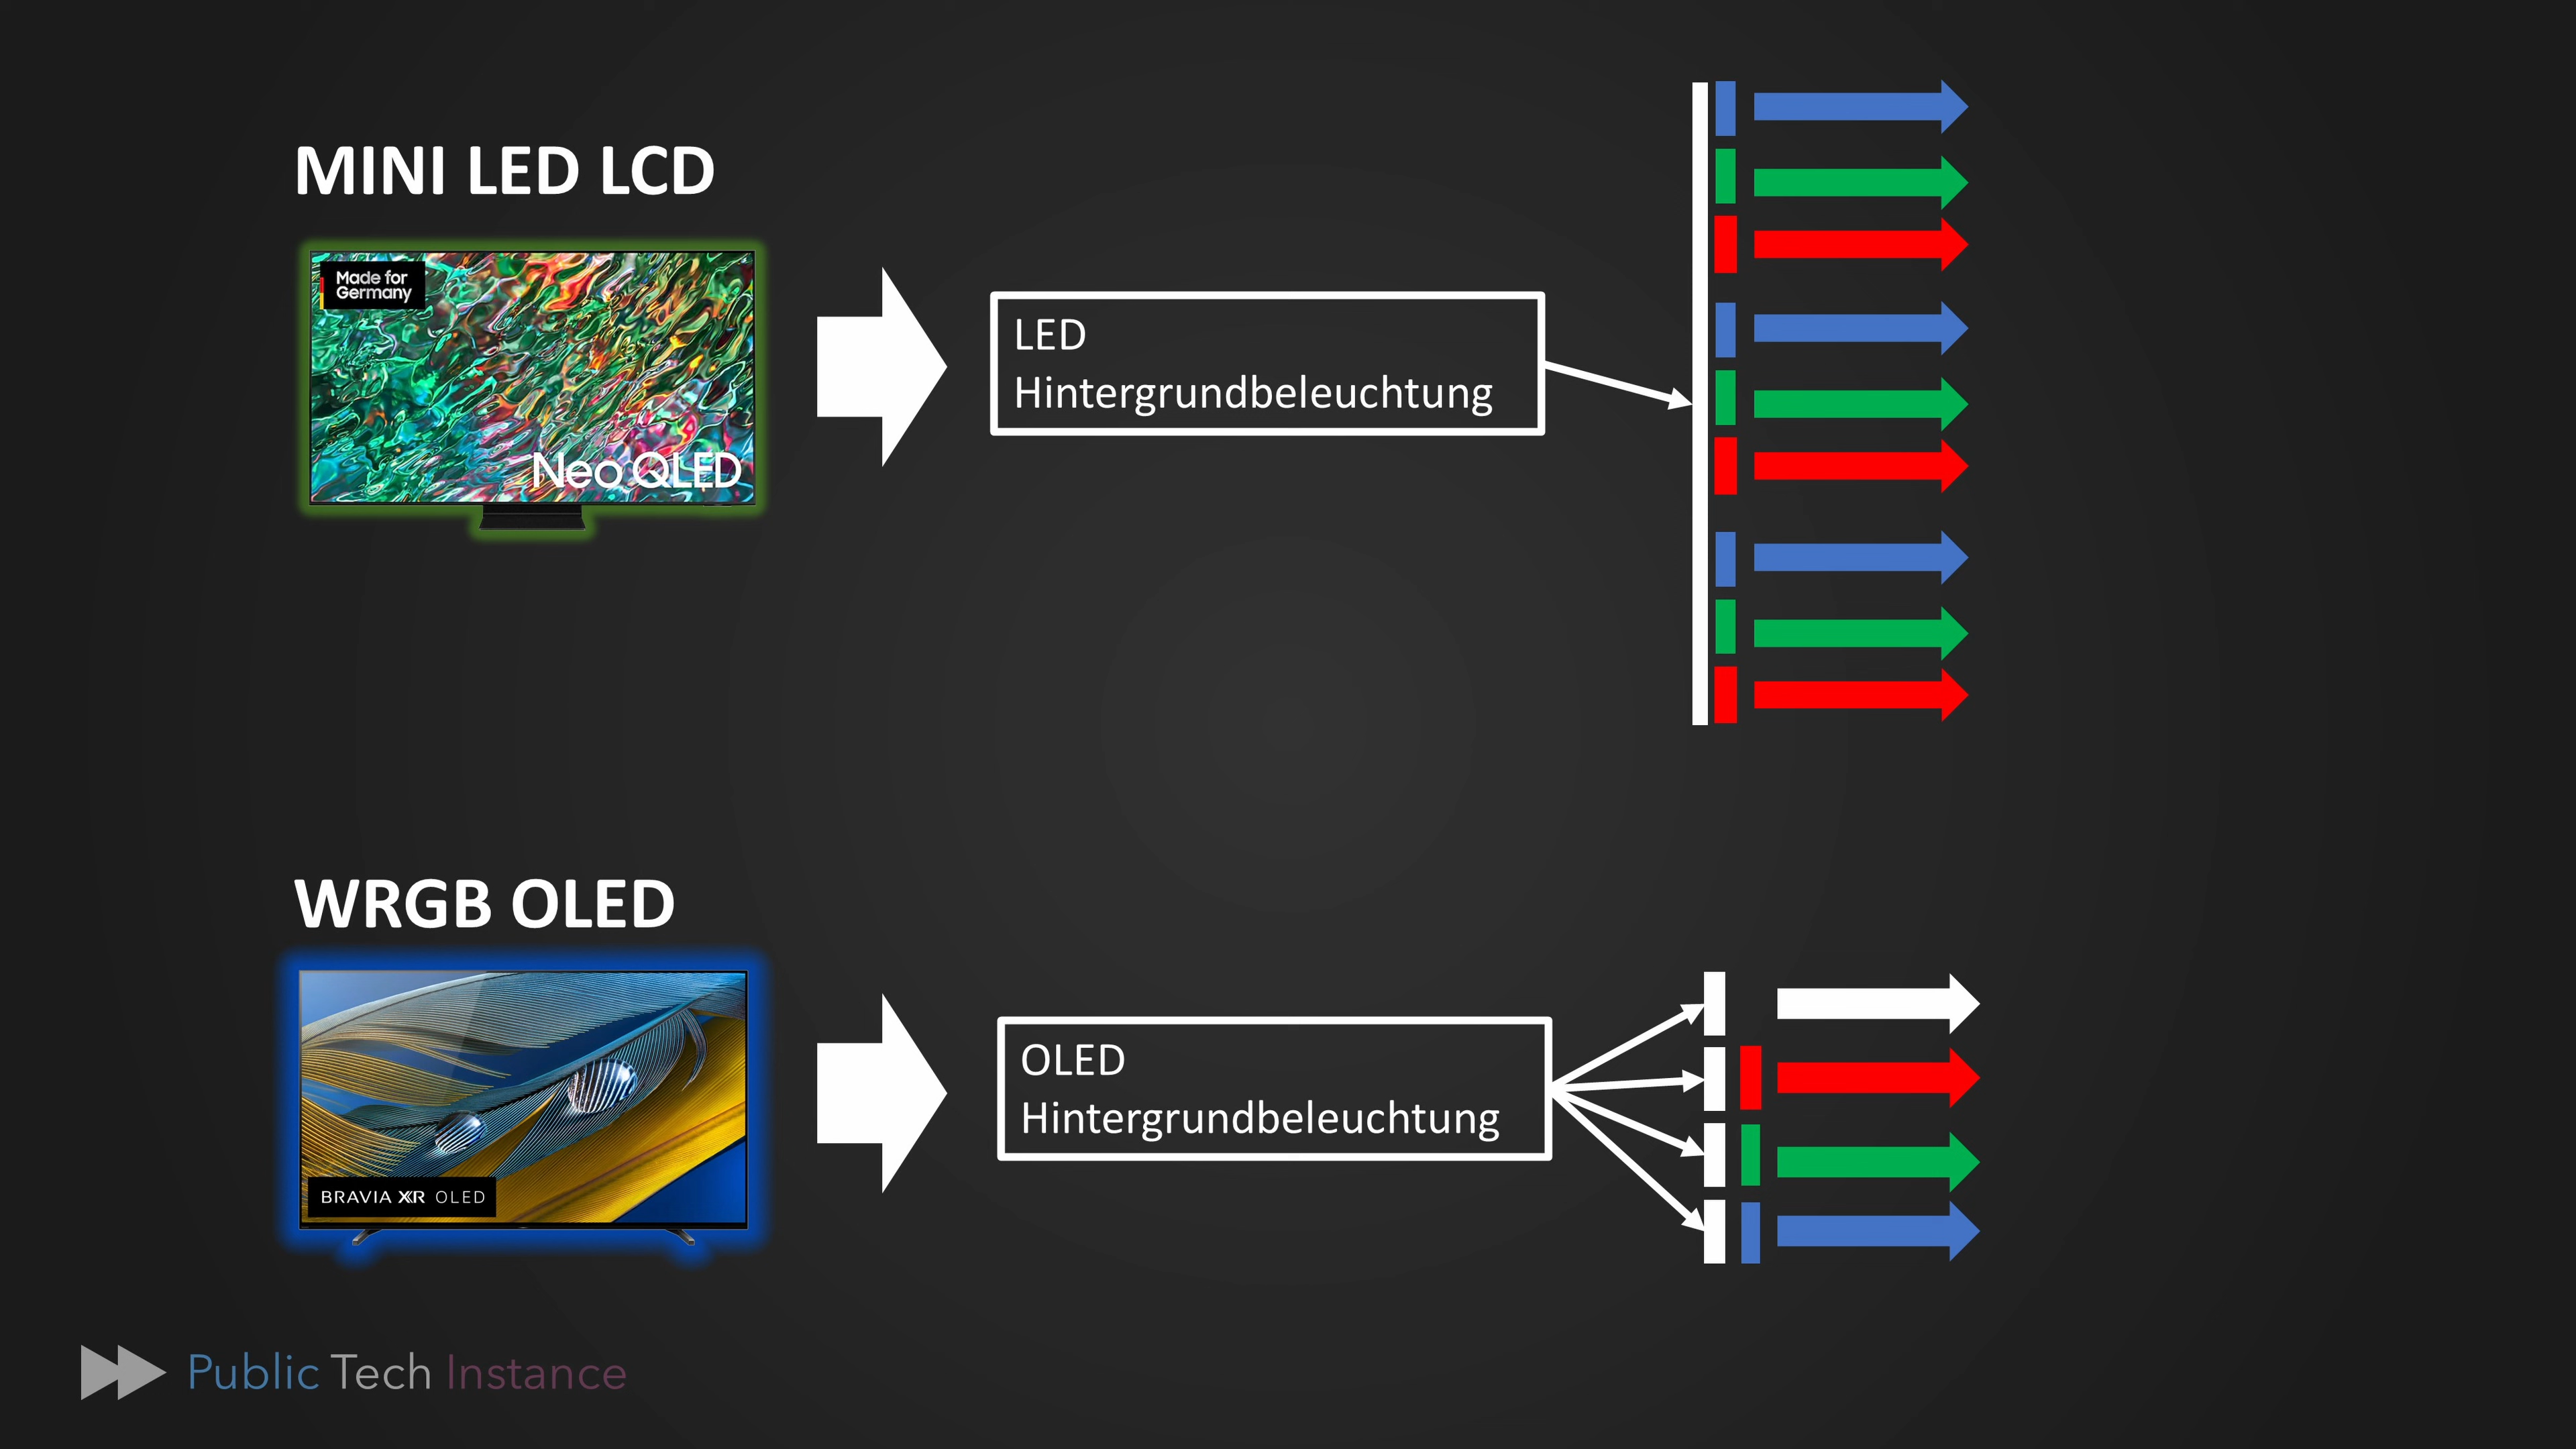 MINI LED LCD
Made for
Germany
Neo QLED
LED
Hintergrundbeleuchtung
WRGB OLED
BRAVIA XR OLED
OLED
Hintergrundbeleuchtung
Public Tech Instance